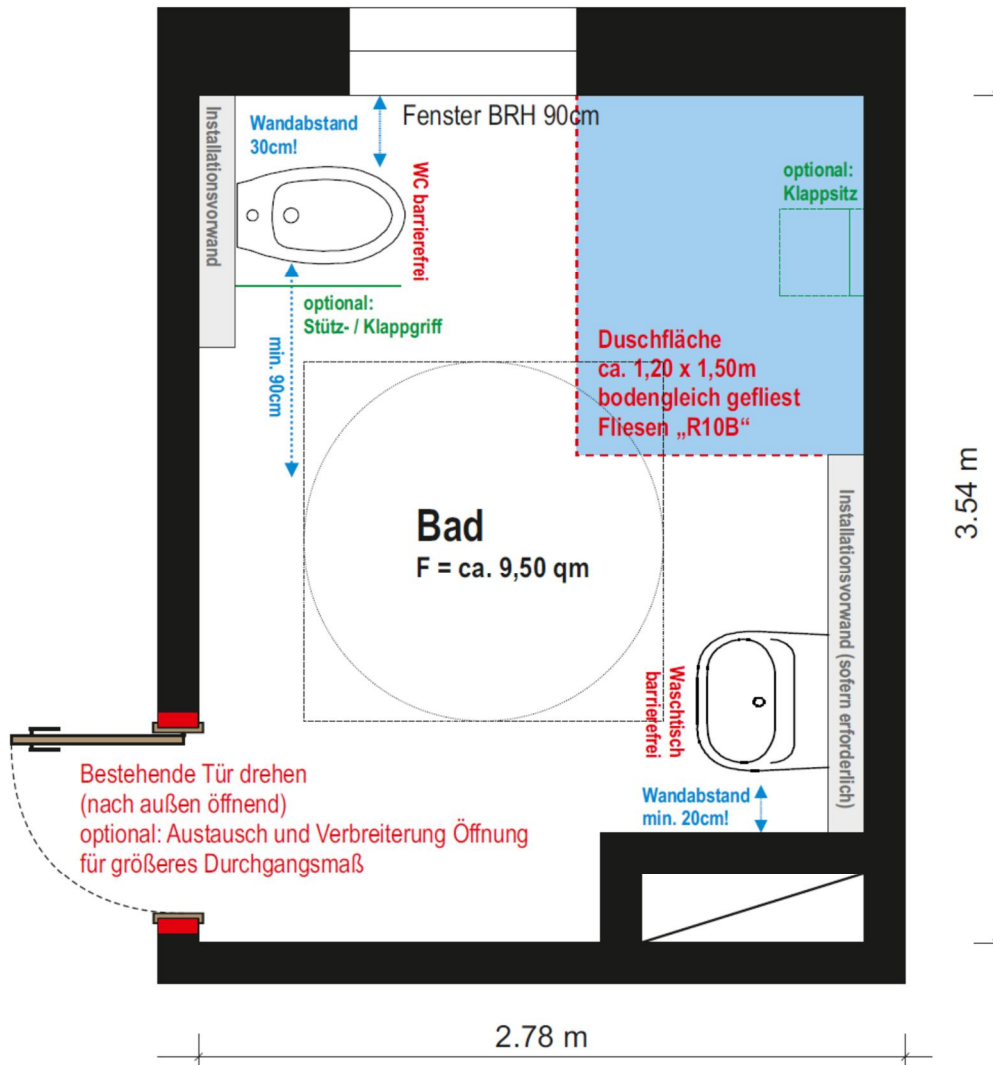 Fenster BRH 90cm
Installationsvorwand
Wandabstand
30cm!
WC barrierefrei
optional:
Klappsitz
optional:
Stütz- / Klappgriff
min. 90cm
Duschfläche
ca. 1,20 x 1,50m
bodengleich gefliest
Fliesen „R10B“
Bad
F = ca. 9,50 qm
3.54 m
Installationsvorwand (sofern erforderlich)
Waschtisch
barrierefrei
Wandabstand
min. 20cm!
Bestehende Tür drehen
(nach außen öffnend)
optional: Austausch und Verbreiterung Öffnung
für größeres Durchgangsmaß
2.78 m